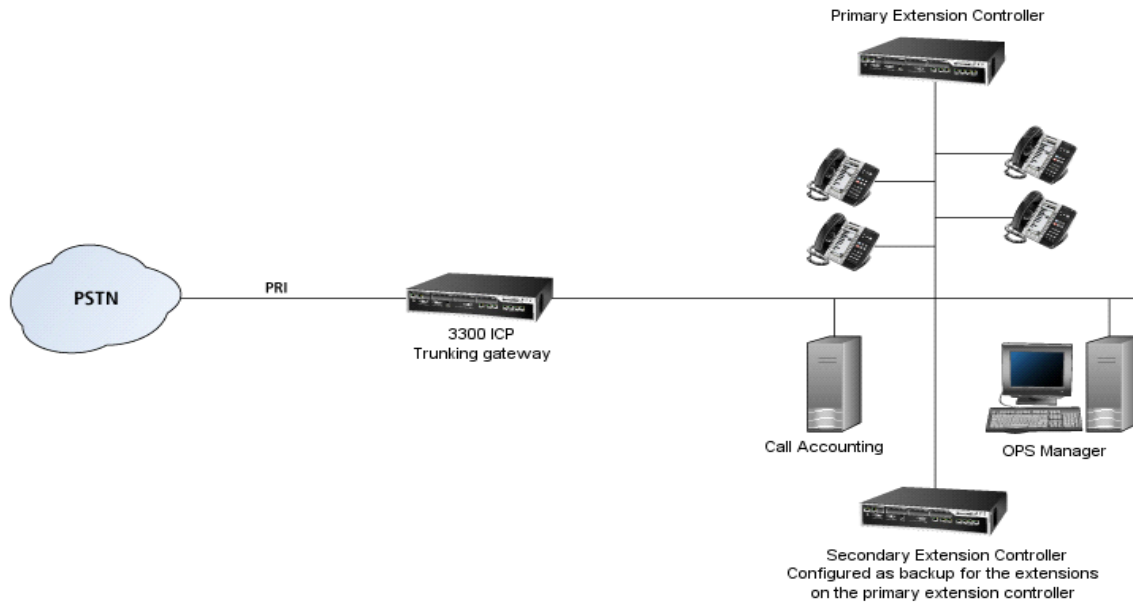 Primary Extension Controller
PSTN
PRI
3300 ICP
Trunking gateway
Call Accounting
OPS Manager
Secondary Extension Controller
Configured as backup for the extensions
on the primary extension controller